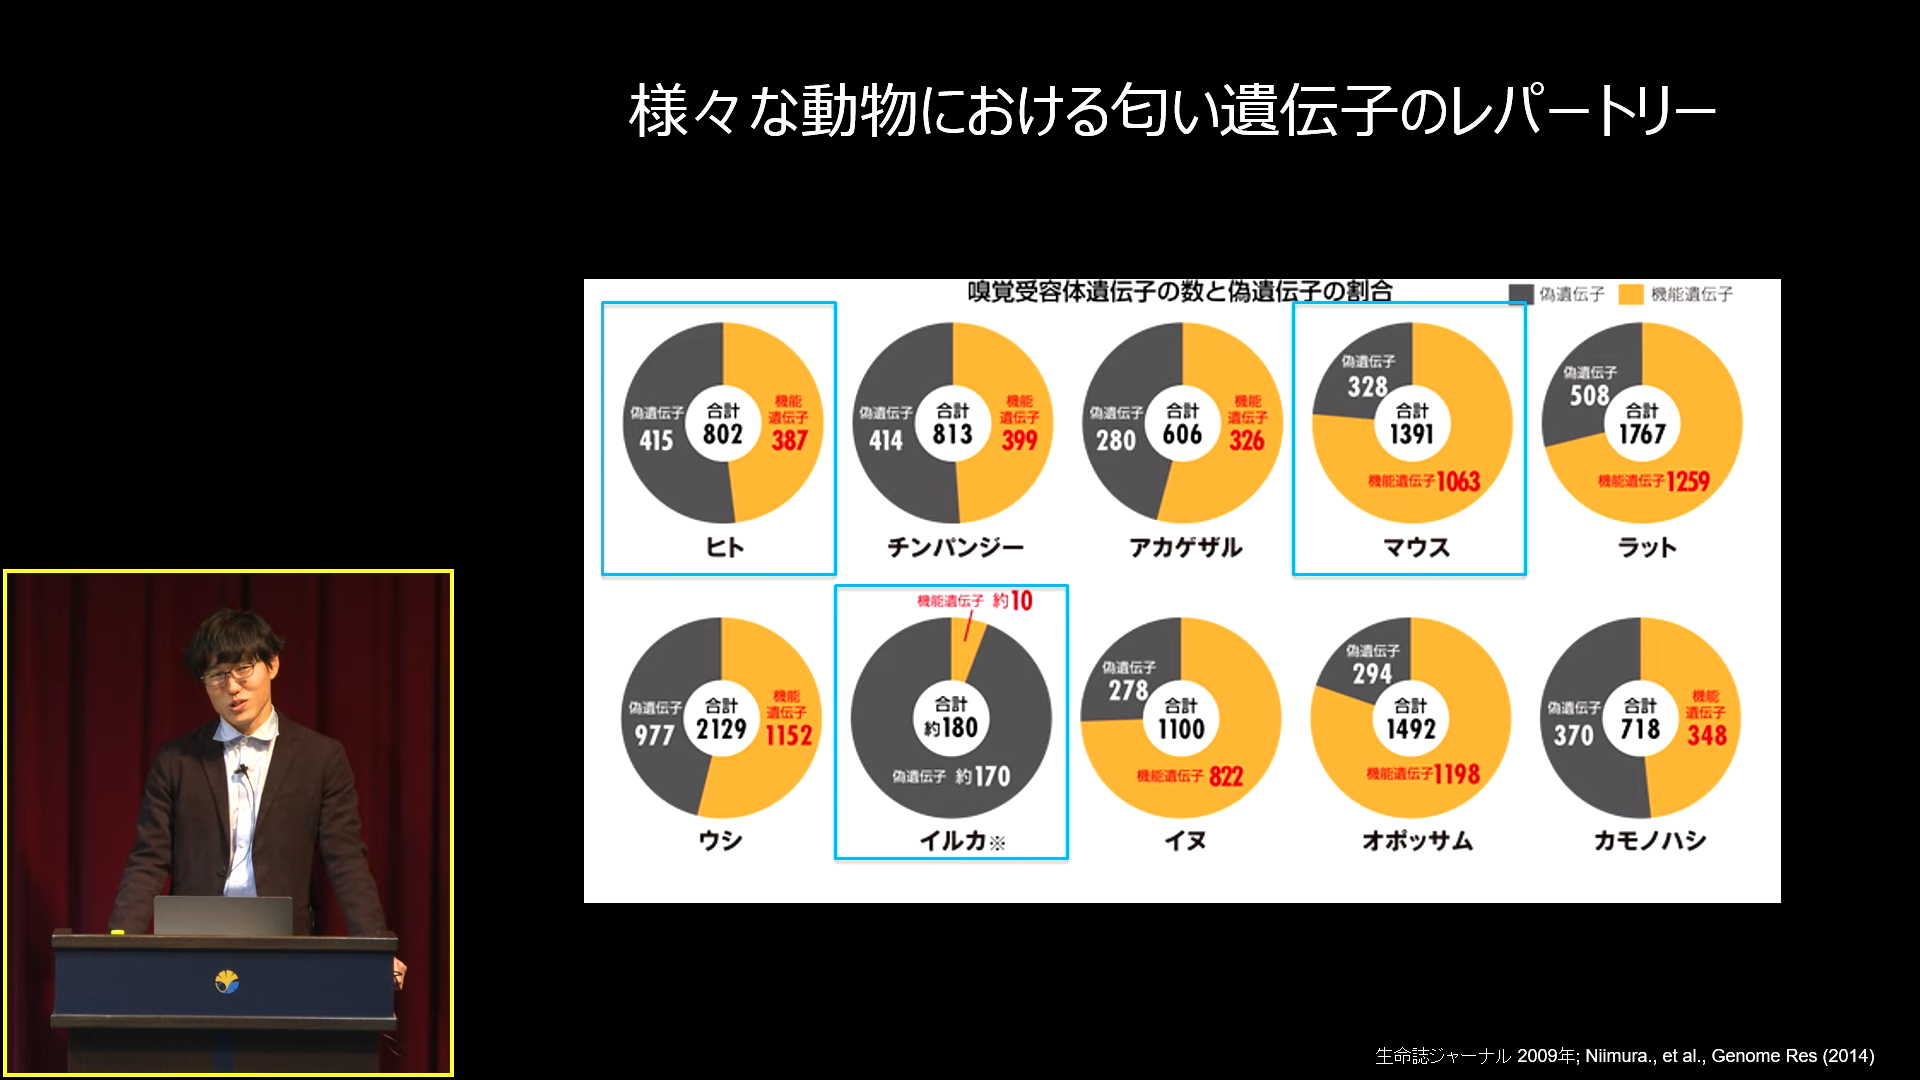 様々な動物における匂い遺伝子のレパートリー
嗅覚受容体遺伝子の数と偽遺伝子の割合
偽遺伝子 機能遺伝子
偽遺伝子
415
合計
802
機能
遺伝子
387
ヒト
偽遺伝子
414
合計
813
機能
遺伝子
399
チンパンジー
偽遺伝子
280
合計
606
機能
遺伝子
326
アカゲザル
偽遺伝子
328
合計
1391
機能遺伝子1063
マウス
偽遺伝子
508
合計
1767
機能遺伝子1259
ラット
偽遺伝子
977
合計
2129
機能
遺伝子
1152
ウシ
機能遺伝子 約10
合計
約180
偽遺伝子 約170
イルカ※
偽遺伝子
278
合計
1100
機能遺伝子 822
イヌ
偽遺伝子
294
合計
1492
機能遺伝子1198
オポッサム
偽遺伝子
370
合計
718
機能
遺伝子
348
カモノハシ
生命誌ジャーナル 2009年; Niimura., et al., Genome Res (2014)